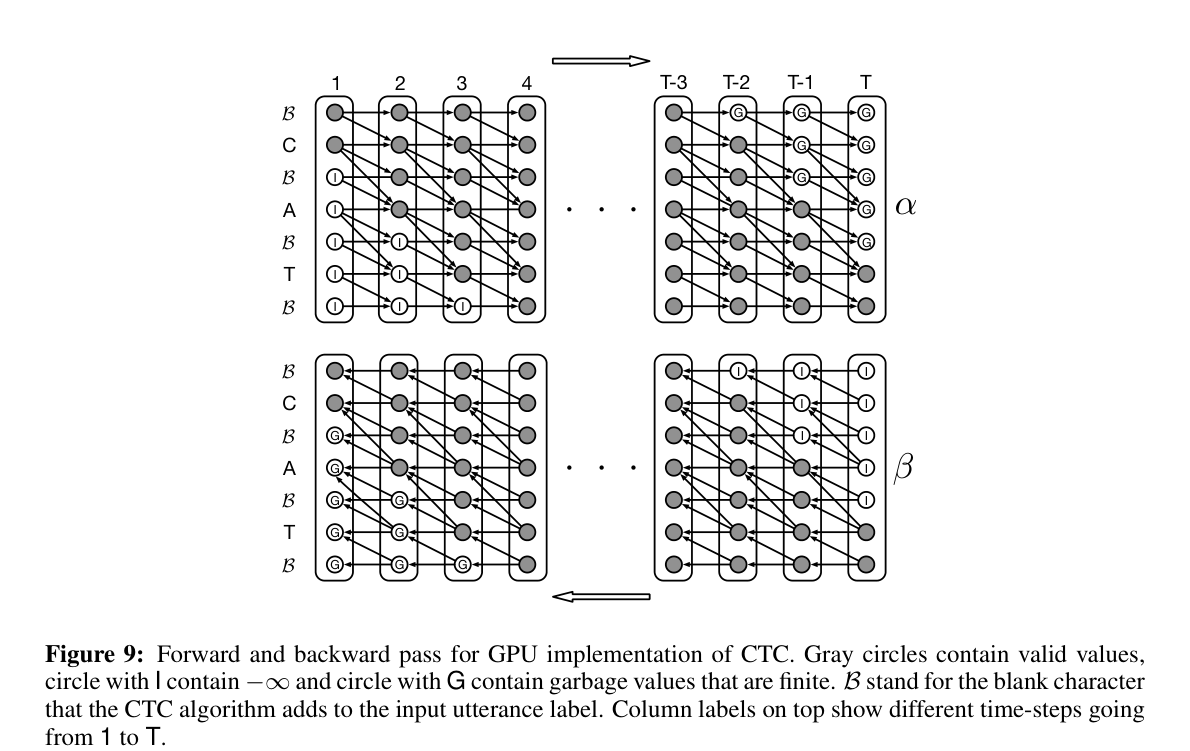 1 2 3 4 T-3 T-2 T-1 T
ℬ G G G
C G G
ℬ I G G
A I . . . G α
ℬ I I G
T I I
ℬ I I I
ℬ I I I
C I I
ℬ G I I
A G . . . I β
ℬ G G I
T G G
ℬ G G G
Figure 9: Forward and backward pass for GPU implementation of CTC. Gray circles contain valid values,
circle with I contain −∞ and circle with G contain garbage values that are finite. ℬ stand for the blank character
that the CTC algorithm adds to the input utterance label. Column labels on top show different time-steps going
from 1 to T.